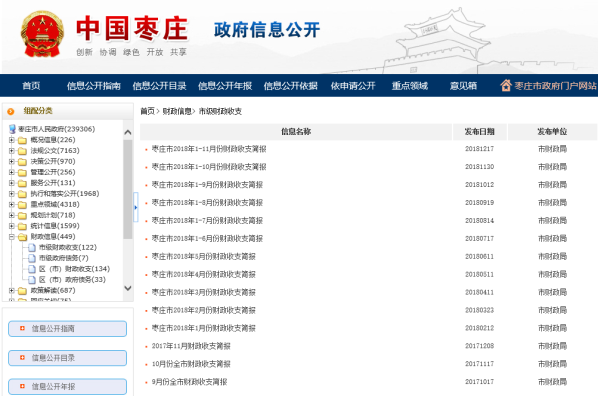 中国枣庄
政府信息公开
创新 协调 绿色 开放 共享
首页 信息公开指南 信息公开目录 信息公开年报 信息公开依据 依申请公开 重点领域 意见箱 枣庄市政府门户网站
组配分类
枣庄市人民政府(239306)
概况信息(226)
法规公文(7163)
决策公开(970)
管理公开(256)
服务公开(131)
执行和落实公开(1968)
重点领域(4318)
规划计划(718)
统计信息(1599)
财政信息(449)
市级财政收支(122)
市级政府债务(7)
区（市）财政收支(134)
区（市）政府债务(33)
政策解读(687)
信息公开指南
信息公开目录
信息公开年报
首页> 财政信息> 市级财政收支
信息名称 发布日期 发布单位
枣庄市2018年1-11月份财政收支简报 20181217 市财政局
枣庄市2018年1-10月份财政收支简报 20181130 市财政局
枣庄市2018年1-9月份财政收支简报 20181012 市财政局
枣庄市2018年1-8月份财政收支简报 20180919 市财政局
枣庄市2018年1-7月份财政收支简报 20180814 市财政局
枣庄市2018年1-6月份财政收支简报 20180717 市财政局
枣庄市2018年5月份财政收支简报 20180611 市财政局
枣庄市2018年4月份财政收支简报 20180511 市财政局
枣庄市2018年3月份财政收支简报 20180411 市财政局
枣庄市2018年2月份财政收支简报 20180323 市财政局
枣庄市2018年1月份财政收支简报 20180212 市财政局
2017年11月财政收支简报 20171208 市财政局
10月份全市财政收支简报 20171117 市财政局
9月份全市财政收支简报 20171017 市财政局